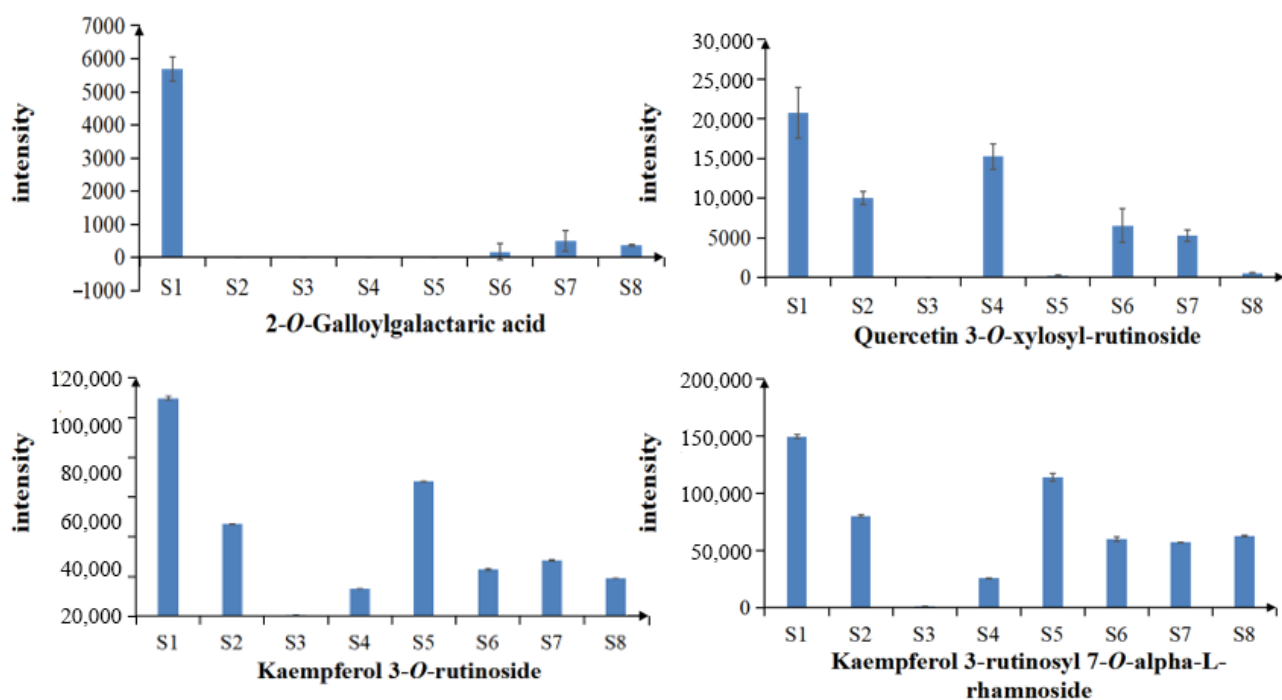 intensity
7000
6000
5000
4000
3000
2000
1000
0
−1000
S1 S2 S3 S4 S5 S6 S7 S8
2-O-Galloylgalactaric acid
intensity
30,000
25,000
20,000
15,000
10,000
5000
0
S1 S2 S3 S4 S5 S6 S7 S8
Quercetin 3-O-xylosyl-rutinoside
intensity
120,000
100,000
80,000
60,000
40,000
20,000
S1 S2 S3 S4 S5 S6 S7 S8
Kaempferol 3-O-rutinoside
intensity
200,000
150,000
100,000
50,000
0
S1 S2 S3 S4 S5 S6 S7 S8
Kaempferol 3-rutinosyl 7-O-alpha-L-
rhamnoside